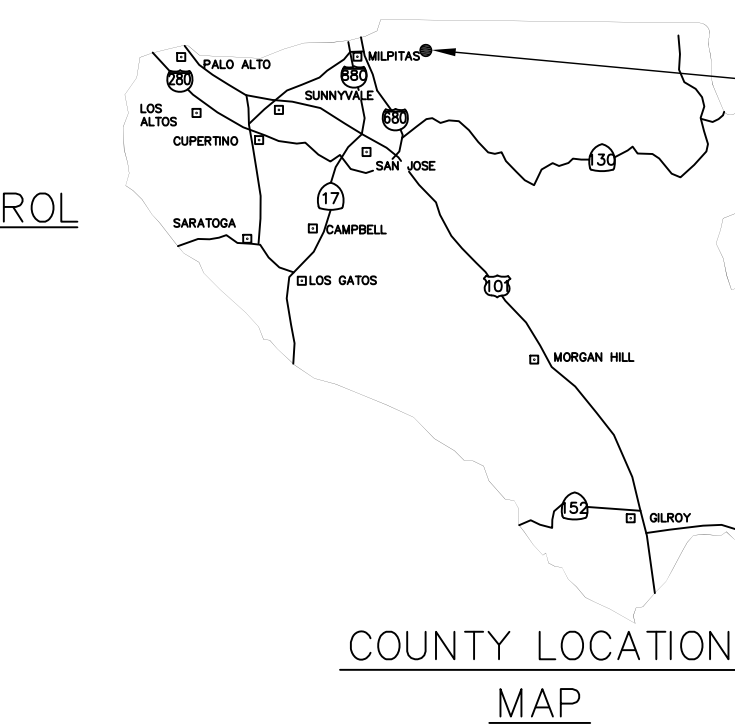 PALO ALTO
MILPITAS
280
880
SUNNYVALE
LOS
ALTOS
680
CUPERTINO
130
SAN JOSE
ROL
17
SARATOGA
CAMPBELL
LOS GATOS
101
MORGAN HILL
152
GILROY
COUNTY LOCATION
MAP